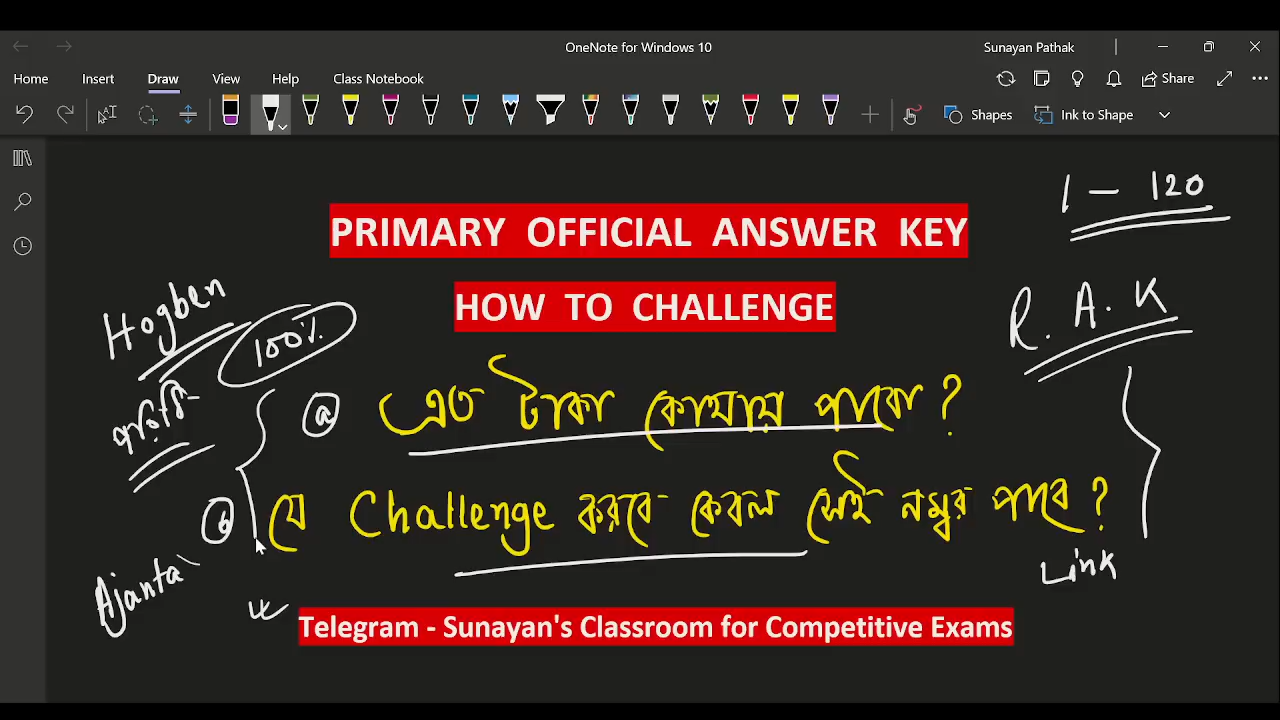 OneNote for Windows 10
Sunayan Pathak
Home Insert Draw View Help Class Notebook
Share
Shapes Ink to Shape
1 - 120
PRIMARY OFFICIAL ANSWER KEY
Hogben
HOW TO CHALLENGE
R. A. K
100%
a এত টাকা কোথায় পাবো ?
b যে Challenge করবে কেবল সেই নম্বর পাবে ?
Ajanta
Link
Telegram - Sunayan's Classroom for Competitive Exams